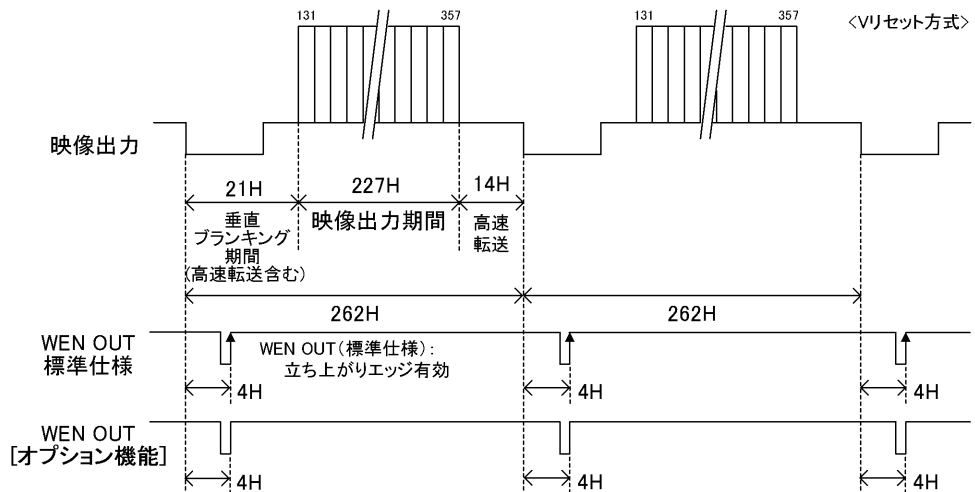 131 357 131 357 <Vリセット方式>
映像出力
21H 227H 14H
垂直
ブランキング
期間
(高速転送含む)
映像出力期間
高速
転送
262H 262H
WEN OUT
標準仕様
WEN OUT(標準仕様):
立ち上がりエッジ有効
4H 4H 4H
WEN OUT
[オプション機能]
4H 4H 4H